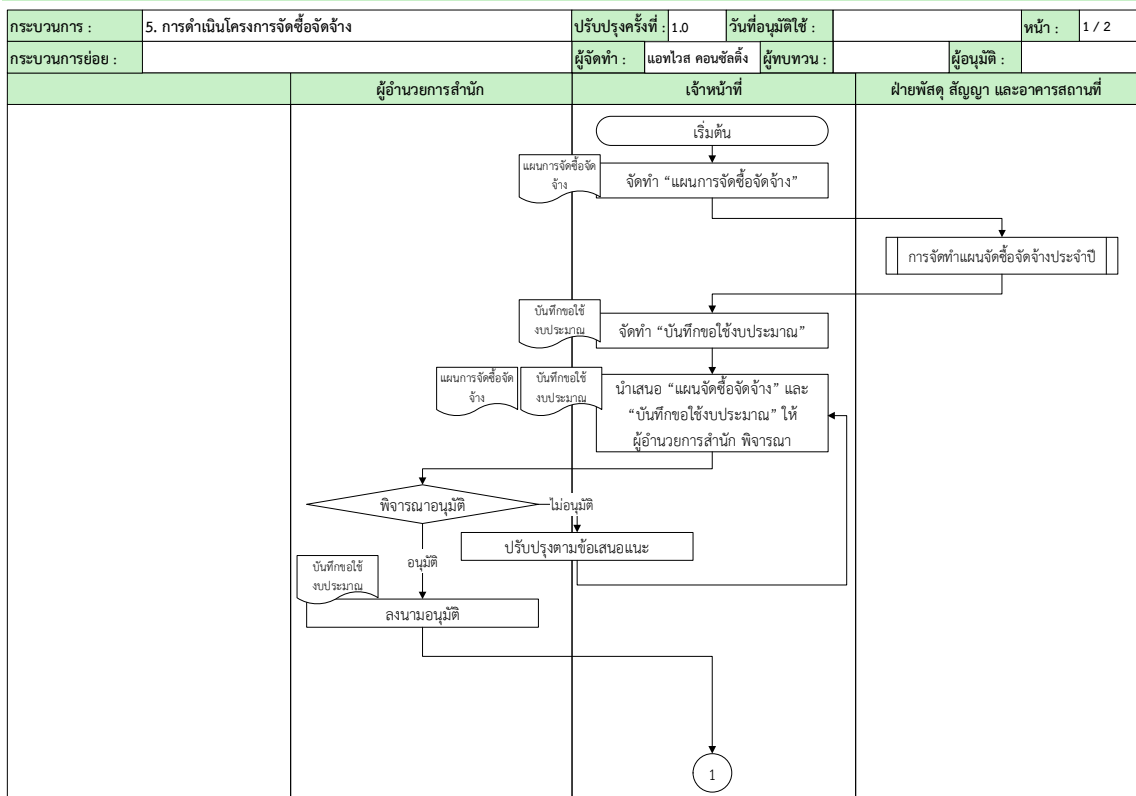 กระบวนการ : 5. การดำเนินโครงการจัดซื้อจัดจ้าง ปรับปรุงครั้งที่ : 1.0 วันที่อนุมัติใช้ : หน้า : 1 / 2
กระบวนการย่อย : ผู้จัดทำ : แอทไวส คอนซัลติ้ง ผู้ทบทวน : ผู้อนุมัติ :
ผู้อำนวยการสำนัก เจ้าหน้าที่ ฝ่ายพัสดุ สัญญา และอาคารสถานที่
เริ่มต้น
แผนการจัดซื้อจัด
จ้าง
จัดทำ “แผนการจัดซื้อจัดจ้าง”
การจัดทำแผนจัดซื้อจัดจ้างประจำปี
บันทึกขอใช้
งบประมาณ
จัดทำ “บันทึกขอใช้งบประมาณ”
แผนการจัดซื้อจัด
จ้าง
บันทึกขอใช้
งบประมาณ
นำเสนอ “แผนจัดซื้อจัดจ้าง” และ
“บันทึกขอใช้งบประมาณ” ให้
ผู้อำนวยการสำนัก พิจารณา
พิจารณาอนุมัติ
ไม่อนุมัติ
ปรับปรุงตามข้อเสนอแนะ
อนุมัติ
บันทึกขอใช้
งบประมาณ
ลงนามอนุมัติ
1